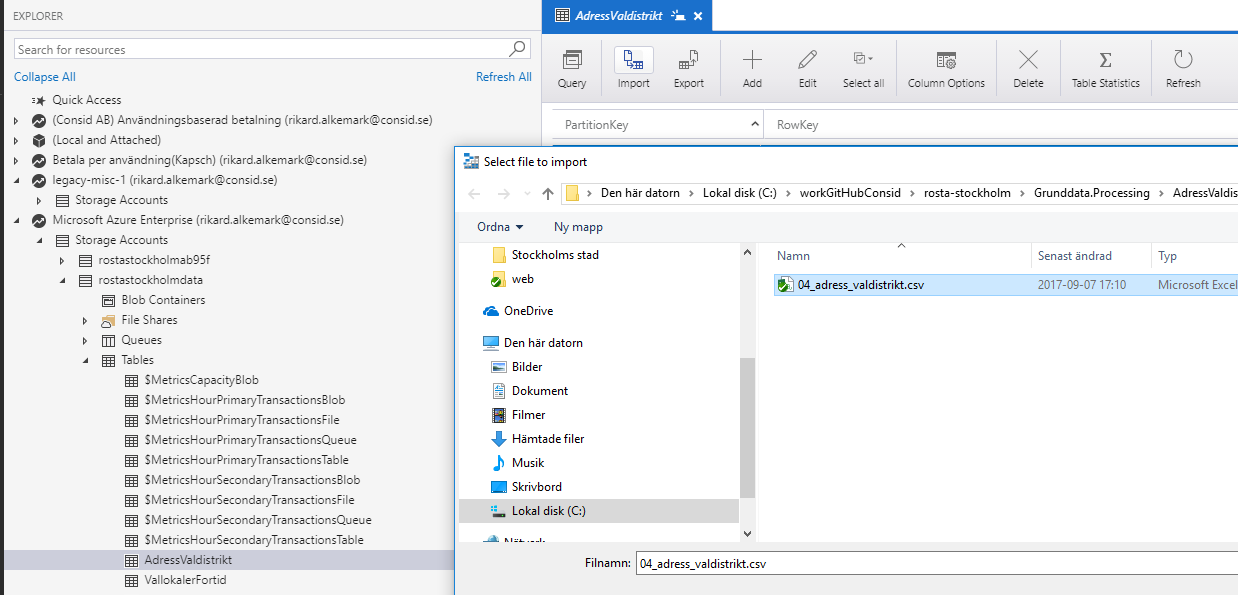 EXPLORER
Search for resources
Collapse All
Refresh All
Quick Access
(Consid AB) Användningsbaserad betalning (rikard.alkemark@consid.se)
(Local and Attached)
Betala per användning(Kapsch) (rikard.alkemark@consid.se)
legacy-misc-1 (rikard.alkemark@consid.se)
Storage Accounts
Microsoft Azure Enterprise (rikard.alkemark@consid.se)
Storage Accounts
rostastockholmab95f
rostastockholmdata
Blob Containers
File Shares
Queues
Tables
$MetricsCapacityBlob
$MetricsHourPrimaryTransactionsBlob
$MetricsHourPrimaryTransactionsFile
$MetricsHourPrimaryTransactionsQueue
$MetricsHourPrimaryTransactionsTable
$MetricsHourSecondaryTransactionsBlob
$MetricsHourSecondaryTransactionsFile
$MetricsHourSecondaryTransactionsQueue
$MetricsHourSecondaryTransactionsTable
AdressValdistrikt
VallokalerFortid
AdressValdistrikt
Query Import Export Add Edit Select all Column Options Delete Table Statistics Refresh
PartitionKey RowKey
Select file to import
Den här datorn Lokal disk (C:) workGitHubConsid rosta-stockholm Grunddata.Processing AdressValdis
Ordna Ny mapp
Stockholms stad
web
OneDrive
Den här datorn
Bilder
Dokument
Filmer
Hämtade filer
Musik
Skrivbord
Lokal disk (C:)
Nätverk
Namn Senast ändrad Typ
04_adress_valdistrikt.csv 2017-09-07 17:10 Microsoft Excel
Filnamn: 04_adress_valdistrikt.csv